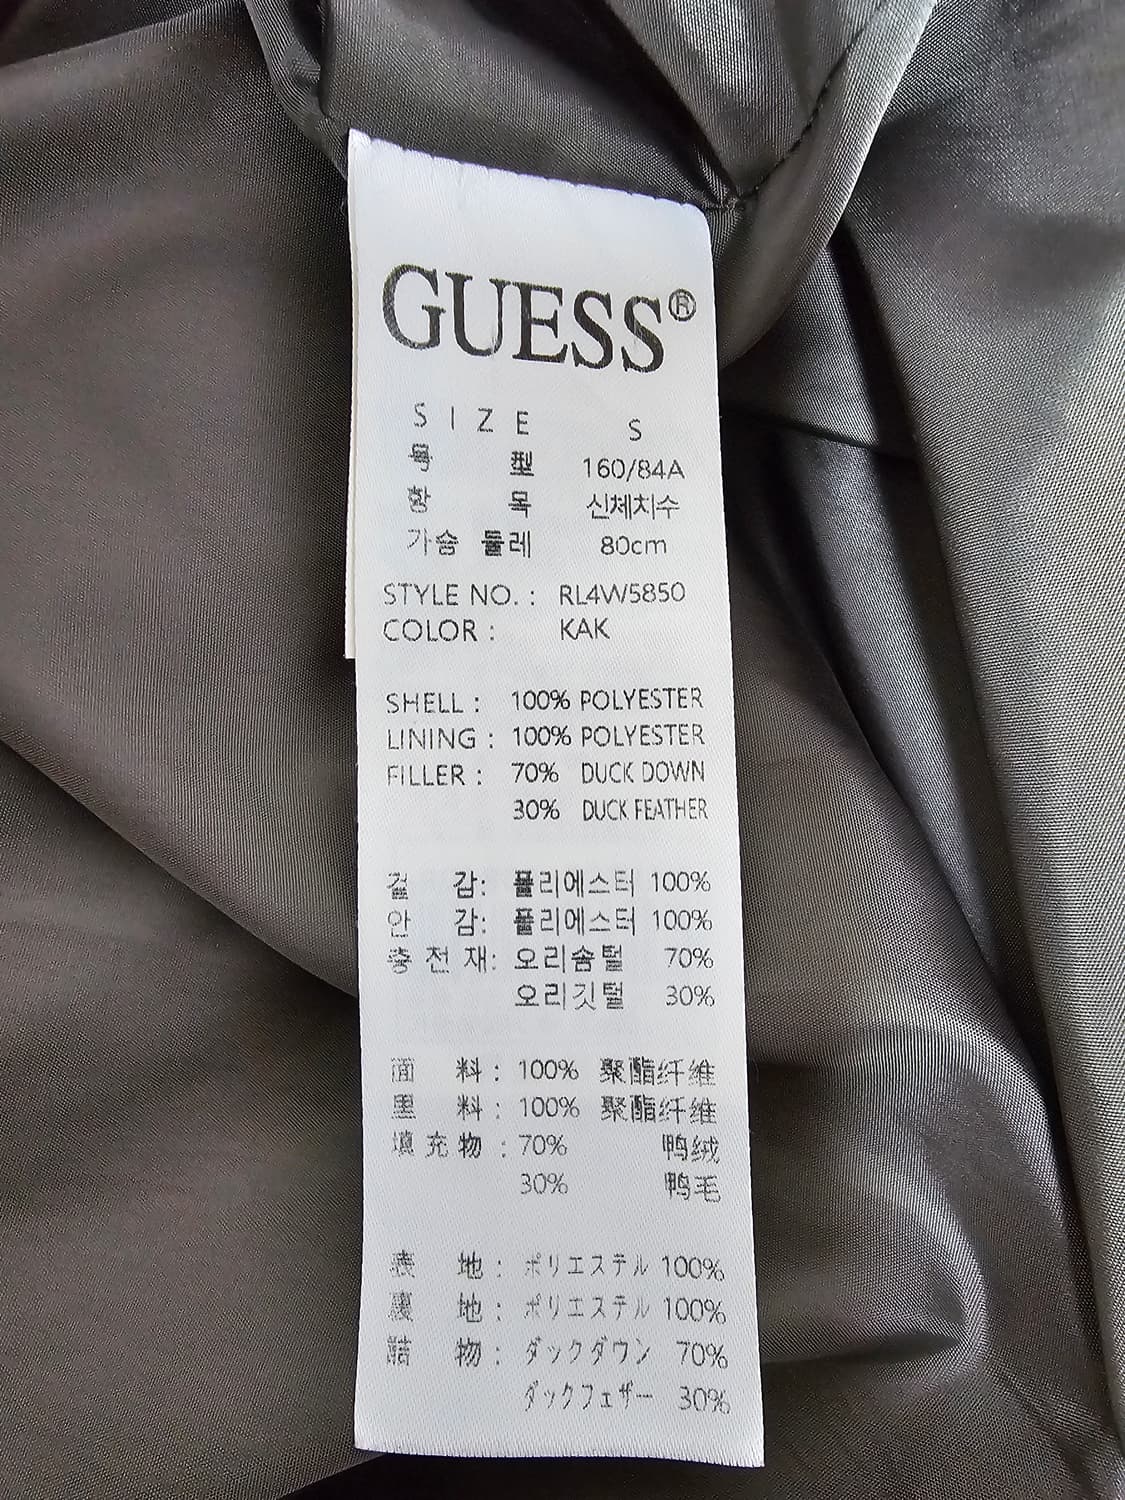 GUESS®
SIZE S
号型 160/84A
항목 신체치수
가슴 둘레 80cm
STYLE NO. : RL4W5850
COLOR : KAK
SHELL : 100% POLYESTER
LINING : 100% POLYESTER
FILLER : 70% DUCK DOWN
30% DUCK FEATHER
겉 감: 폴리에스터 100%
안 감: 폴리에스터 100%
충 전 재: 오리솜털 70%
오리깃털 30%
面 料 : 100% 聚酯纤维
里 料 : 100% 聚酯纤维
填 充 物 : 70% 鸭绒
30% 鸭毛
表 地 : ポリエステル 100%
裏 地 : ポリエステル 100%
詰 物 : ダックダウン 70%
ダックフェザー 30%